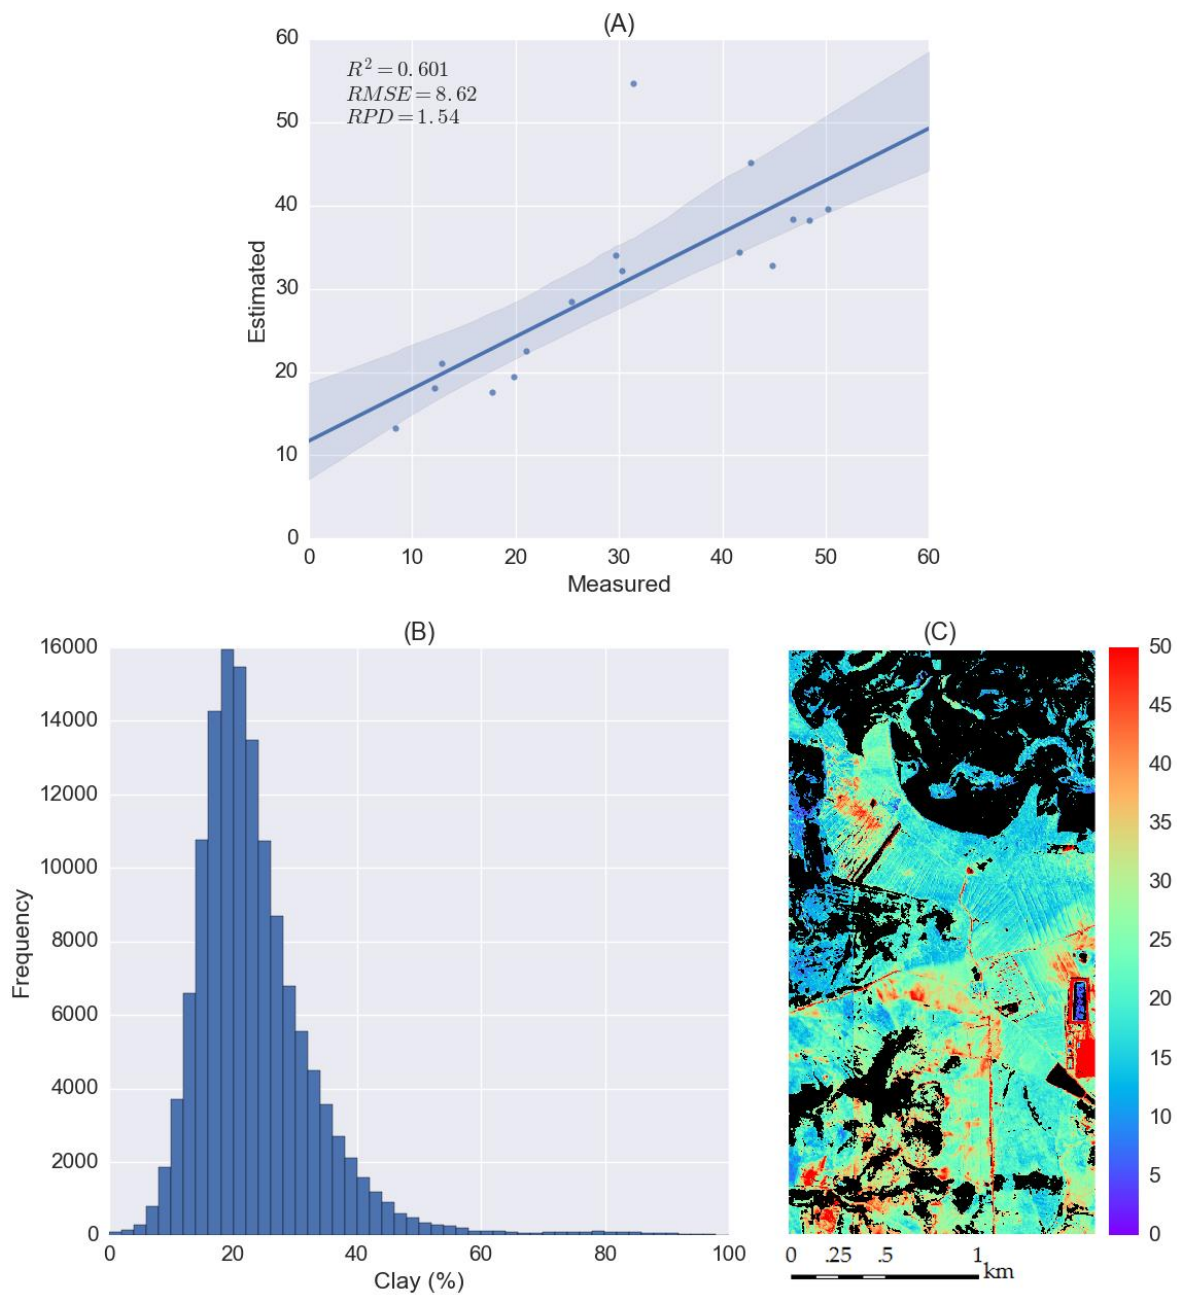 (A)
60
50
40
30
20
10
0
Estimated
R² = 0.601
RMSE = 8.62
RPD = 1.54
0 10 20 30 40 50 60
Measured
(B)
16000
14000
12000
10000
8000
6000
4000
2000
0
Frequency
0 20 40 60 80 100
Clay (%)
(C)
50
45
40
35
30
25
20
15
10
5
0
0 .25 .5 1
km